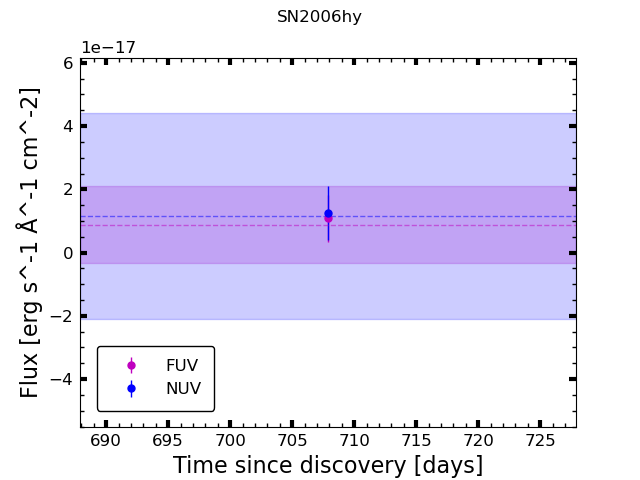 SN2006hy
1e−17
6
4
2
0
−2
−4
Flux [erg s^-1 Å^-1 cm^-2]
FUV
NUV
690 695 700 705 710 715 720 725
Time since discovery [days]